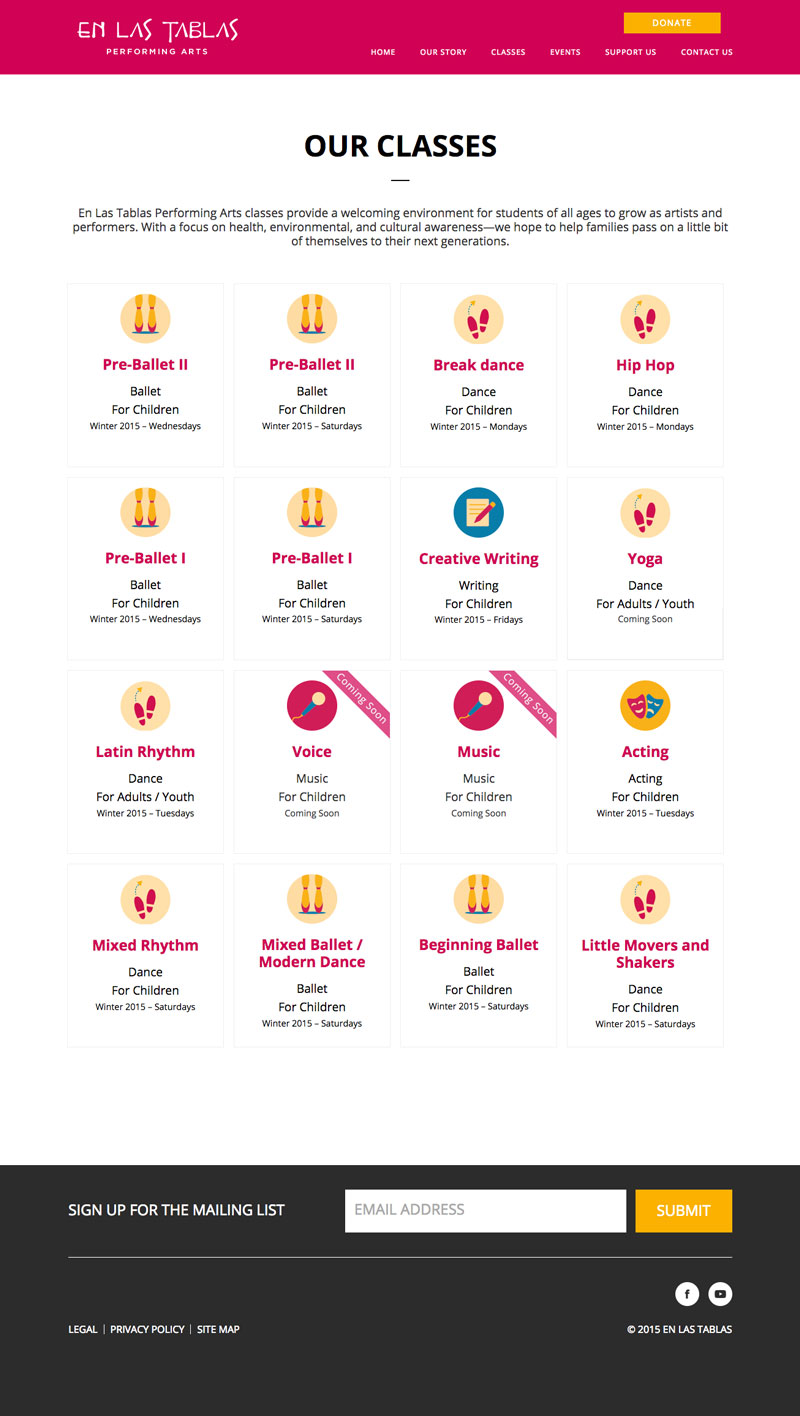 EN LAS TABLAS
PERFORMING ARTS
DONATE
HOME OUR STORY CLASSES EVENTS SUPPORT US CONTACT US
OUR CLASSES
En Las Tablas Performing Arts classes provide a welcoming environment for students of all ages to grow as artists and
performers. With a focus on health, environmental, and cultural awareness—we hope to help families pass on a little bit
of themselves to their next generations.
Pre-Ballet II
Ballet
For Children
Winter 2015 – Wednesdays
Pre-Ballet II
Ballet
For Children
Winter 2015 – Saturdays
Break dance
Dance
For Children
Winter 2015 – Mondays
Hip Hop
Dance
For Children
Winter 2015 – Mondays
Pre-Ballet I
Ballet
For Children
Winter 2015 – Wednesdays
Pre-Ballet I
Ballet
For Children
Winter 2015 – Saturdays
Creative Writing
Writing
For Children
Winter 2015 – Fridays
Yoga
Dance
For Adults / Youth
Coming Soon
Latin Rhythm
Dance
For Adults / Youth
Winter 2015 – Tuesdays
Coming Soon
Voice
Music
For Children
Coming Soon
Coming Soon
Music
Music
For Children
Coming Soon
Acting
Acting
For Children
Winter 2015 – Tuesdays
Mixed Rhythm
Dance
For Children
Winter 2015 – Saturdays
Mixed Ballet /
Modern Dance
Ballet
For Children
Winter 2015 – Saturdays
Beginning Ballet
Ballet
For Children
Winter 2015 – Saturdays
Little Movers and
Shakers
Dance
For Children
Winter 2015 – Saturdays
SIGN UP FOR THE MAILING LIST
EMAIL ADDRESS
SUBMIT
LEGAL | PRIVACY POLICY | SITE MAP
© 2015 EN LAS TABLAS